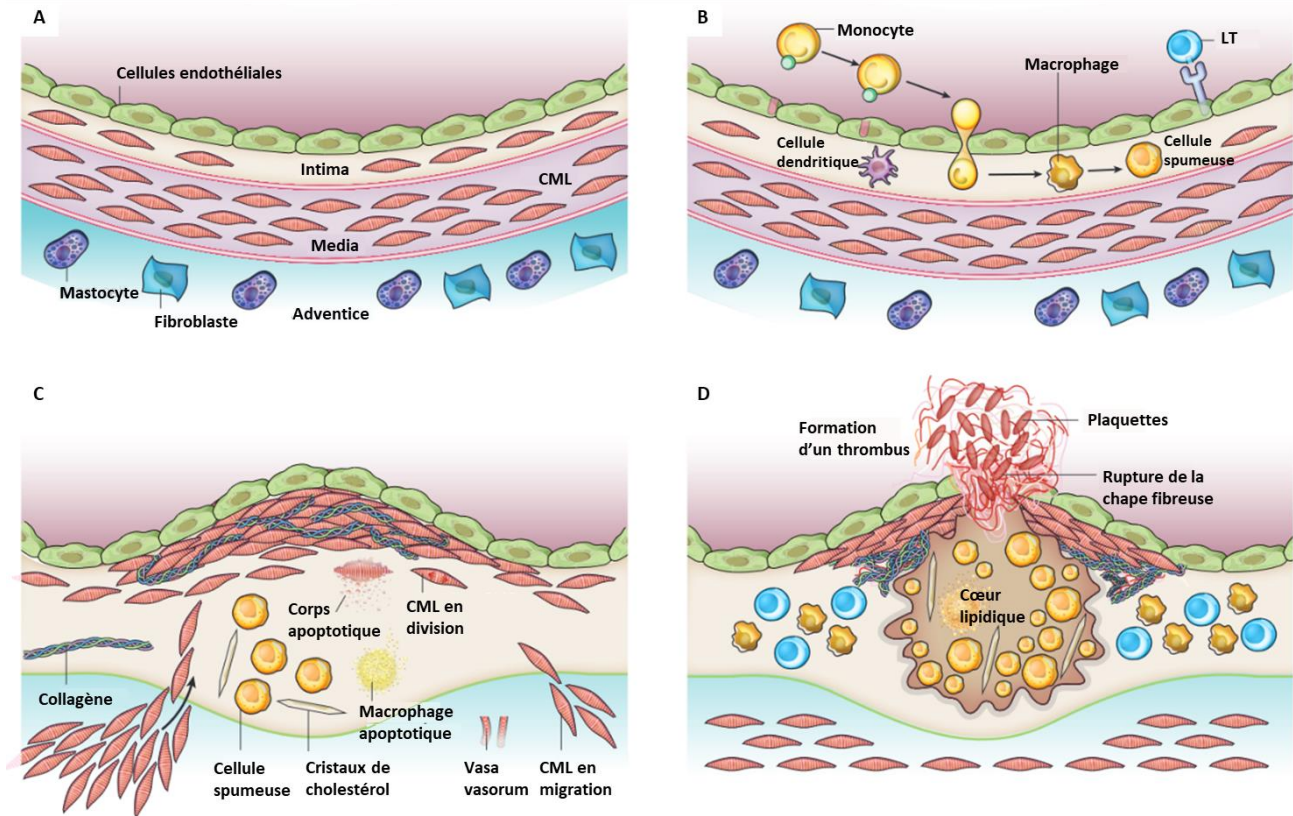 A
Cellules endothéliales
Intima
CML
Media
Mastocyte
Fibroblaste
Adventice
B
Monocyte
LT
Macrophage
Cellule
dendritique
Cellule
spumeuse
C
Corps
apoptotique
CML en
division
Collagène
Macrophage
apoptotique
Cellule
spumeuse
Cristaux de
cholestérol
Vasa
vasorum
CML en
migration
D
Formation
d'un thrombus
Plaquettes
Rupture de la
chape fibreuse
Cœur
lipidique